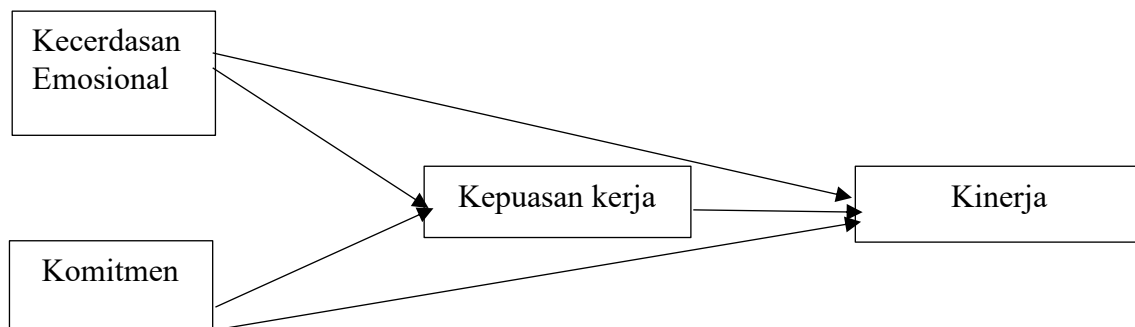 Kecerdasan
Emosional
Kepuasan kerja
Kinerja
Komitmen